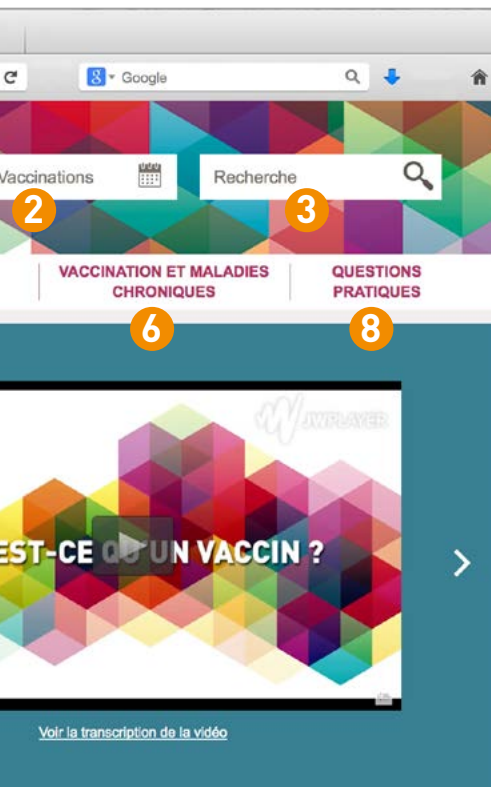 Google
Vaccinations
Recherche
2
3
VACCINATION ET MALADIES
CHRONIQUES
QUESTIONS
PRATIQUES
6
8
JWPLAYER
EST-CE QU'UN VACCIN ?
Voir la transcription de la vidéo